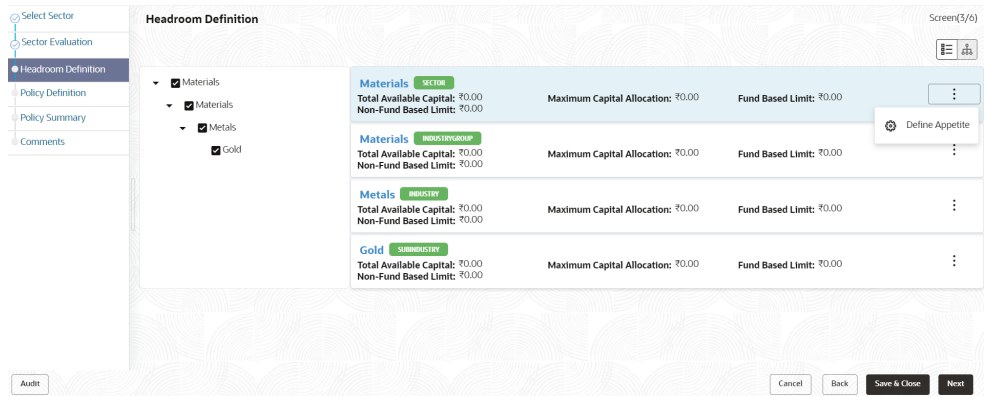 Select Sector
Sector Evaluation
Headroom Definition
Policy Definition
Policy Summary
Comments
Headroom Definition
Screen(3/6)
Materials
Materials
Metals
Gold
Materials SECTOR
Total Available Capital: ₹0.00 Maximum Capital Allocation: ₹0.00 Fund Based Limit: ₹0.00
Non-Fund Based Limit: ₹0.00
Define Appetite
Materials INDUSTRYGROUP
Total Available Capital: ₹0.00 Maximum Capital Allocation: ₹0.00 Fund Based Limit: ₹0.00
Non-Fund Based Limit: ₹0.00
Metals INDUSTRY
Total Available Capital: ₹0.00 Maximum Capital Allocation: ₹0.00 Fund Based Limit: ₹0.00
Non-Fund Based Limit: ₹0.00
Gold SUBINDUSTRY
Total Available Capital: ₹0.00 Maximum Capital Allocation: ₹0.00 Fund Based Limit: ₹0.00
Non-Fund Based Limit: ₹0.00
Audit Cancel Back Save & Close Next